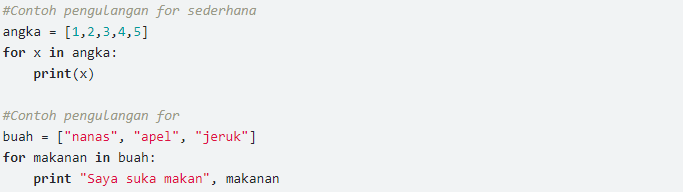 #Contoh pengulangan for sederhana
angka = [1,2,3,4,5]
for x in angka:
    print(x)

#Contoh pengulangan for
buah = ["nanas", "apel", "jeruk"]
for makanan in buah:
    print "Saya suka makan", makanan